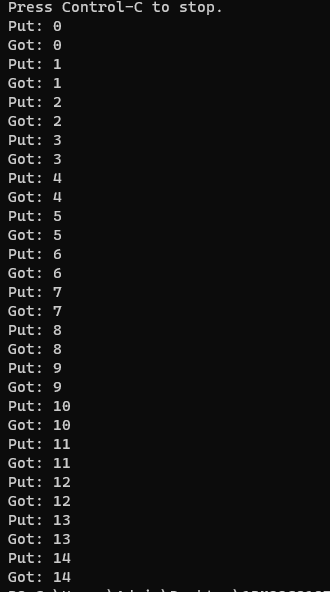 Press Control-C to stop.
Put: 0
Got: 0
Put: 1
Got: 1
Put: 2
Got: 2
Put: 3
Got: 3
Put: 4
Got: 4
Put: 5
Got: 5
Put: 6
Got: 6
Put: 7
Got: 7
Put: 8
Got: 8
Put: 9
Got: 9
Put: 10
Got: 10
Put: 11
Got: 11
Put: 12
Got: 12
Put: 13
Got: 13
Put: 14
Got: 14